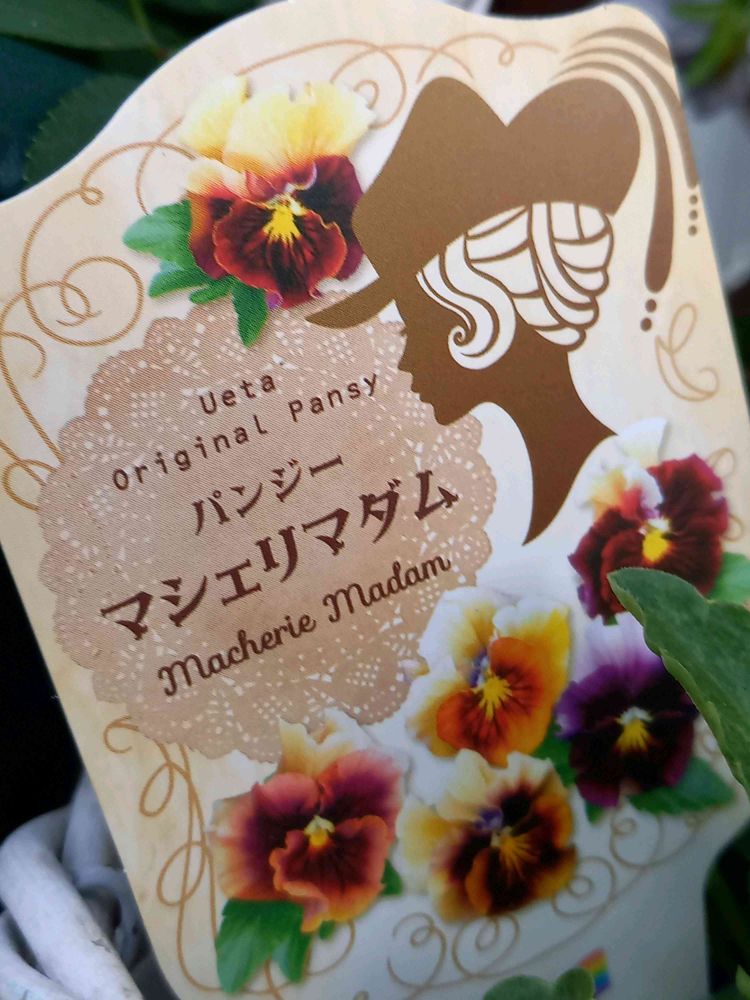 Ueta
Original Pansy
パンジー
マシェリマダム
Macherie Madam